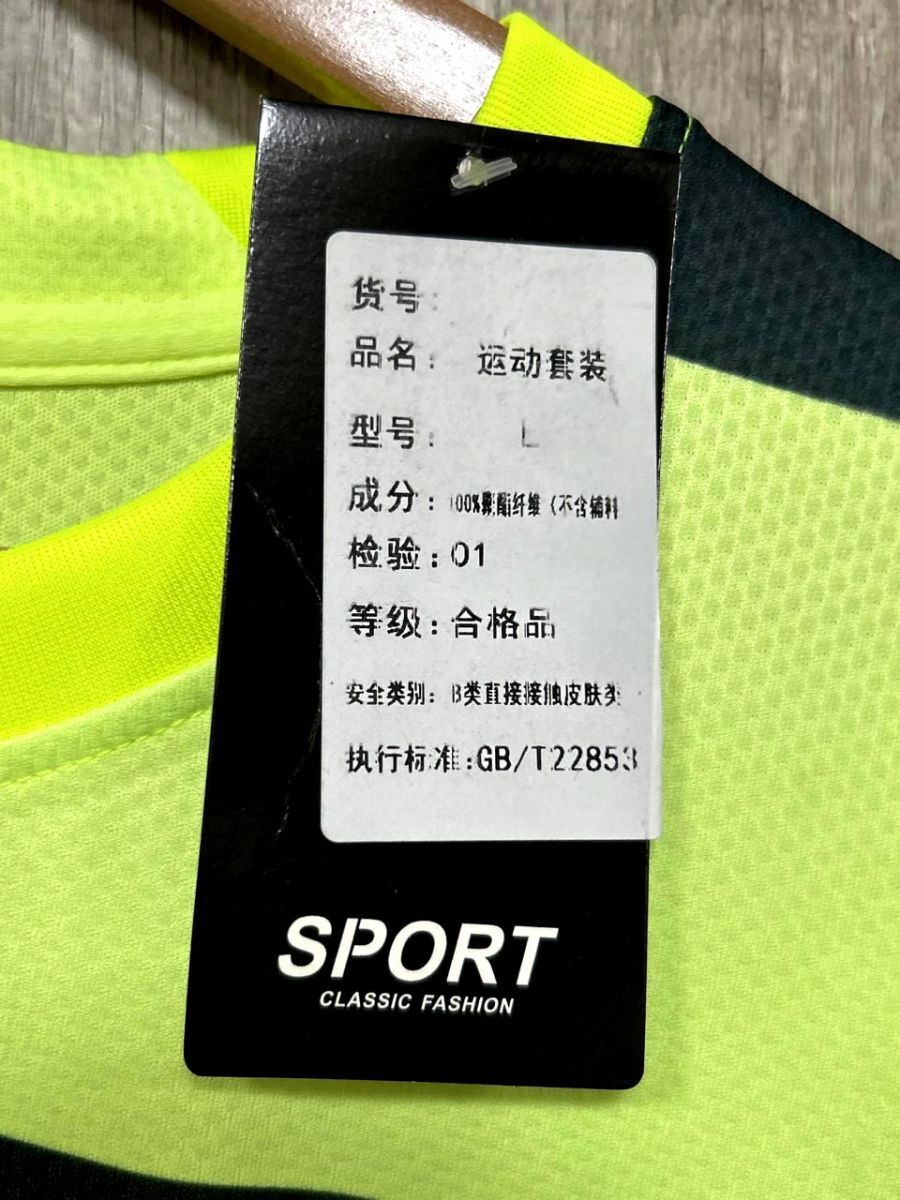 货号:
品名: 运动套装
型号: L
成分: 100%聚酯纤维（不含辅料
检验: 01
等级: 合格品
安全类别: B类直接接触皮肤类
执行标准:GB/T22853
SPORT
CLASSIC FASHION